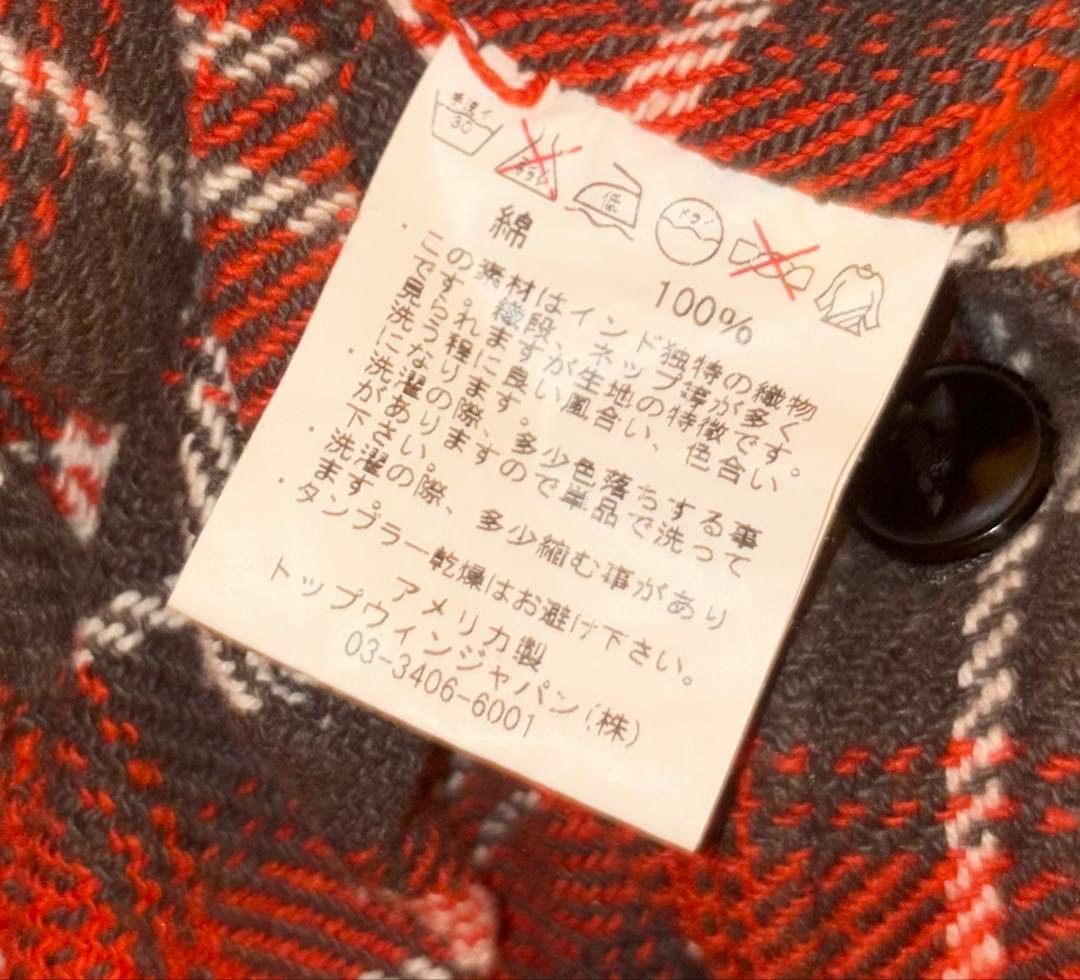 手洗イ
30
低
ドライ
綿 100%
・この素材はインド独特の織物
で、織段、ネップ等が多く
見られますが生地の特徴です。
洗う程に良い風合い、色合い
になります。
・洗濯の際、多少色落ちする事
がありますので単品で洗って
下さい。
・洗濯の際、多少縮む事があり
ます。
・タンブラー乾燥はお避け下さい。
アメリカ製
トップウインジャパン(株)
03-3406-6001